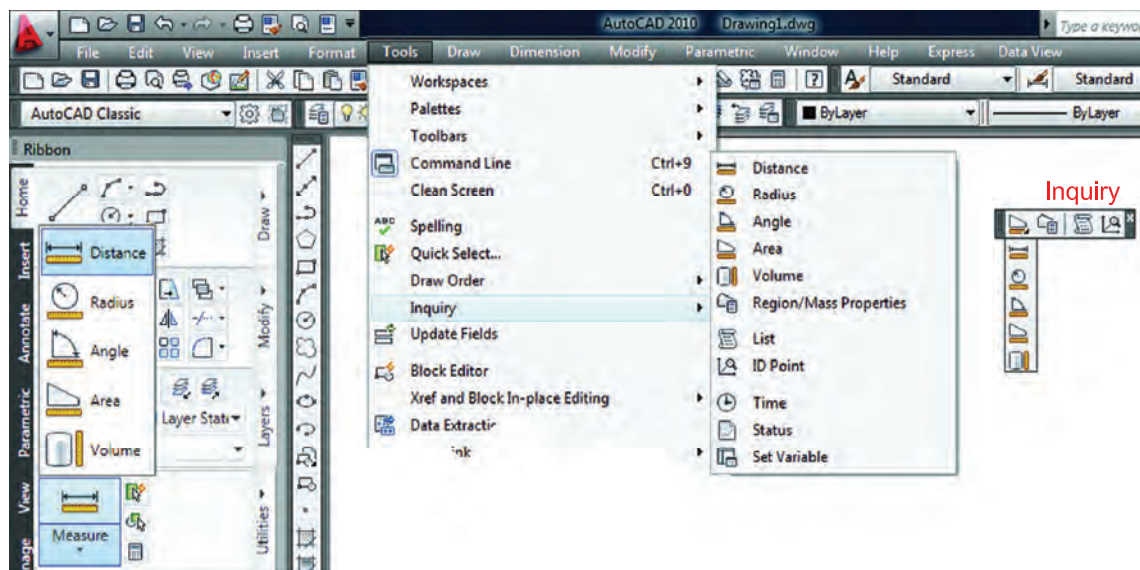 AutoCAD 2010 Drawing1.dwg Type a keywo
File Edit View Insert Format Tools Draw Dimension Modify Parametric Window Help Express Data View
Standard Standard
AutoCAD Classic ByLayer ByLayer
Ribbon
Home
Insert
Annotate
Parametric
View
nage
Distance
Radius
Angle
Area
Volume
Measure
Draw
Modify
Layer State
Layers
Utilities
Workspaces
Palettes
Toolbars
Command Line Ctrl+9
Clean Screen Ctrl+0
ABC Spelling
Quick Select...
Draw Order
Inquiry
Update Fields
Block Editor
Xref and Block In-place Editing
Data Extractio
ink
Distance
Radius
Angle
Area
Volume
Region/Mass Properties
List
ID Point
Time
Status
Set Variable
Inquiry